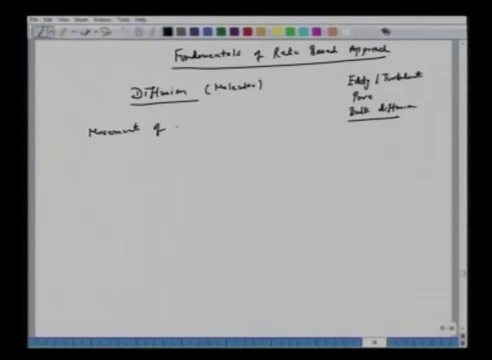 File Edit View Insert Actions Tools Help
Fundamentals of Rate Based Approach
Diffusion (Molecular)
Eddy / Turbulent
Pore
Bulk diffusion
Movement of